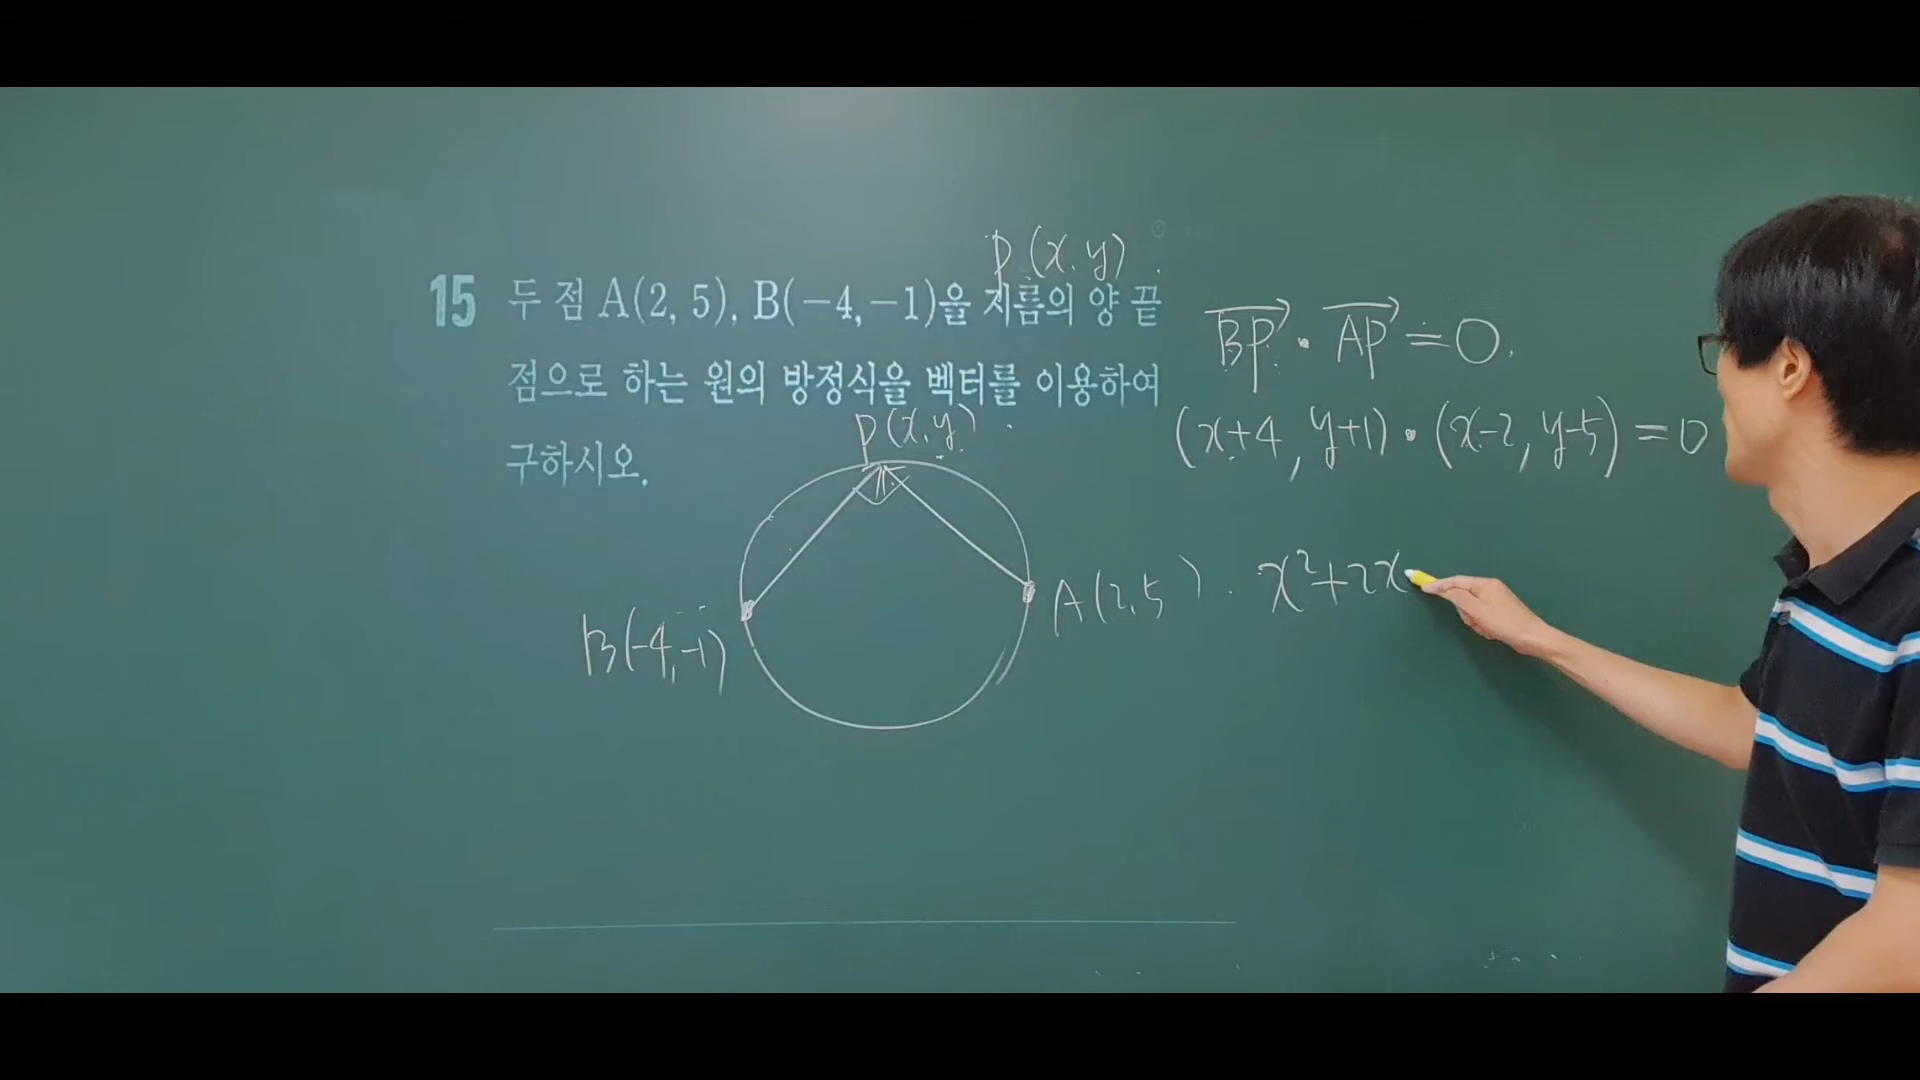 P(x, y)
15 두 점 A(2, 5), B(−4, −1)을 지름의 양 끝
점으로 하는 원의 방정식을 벡터를 이용하여
구하시오.
P(x, y)
B(-4, -1)
A(2, 5)
BP · AP = 0
(x+4, y+1) · (x-2, y-5) = 0
x²+2x